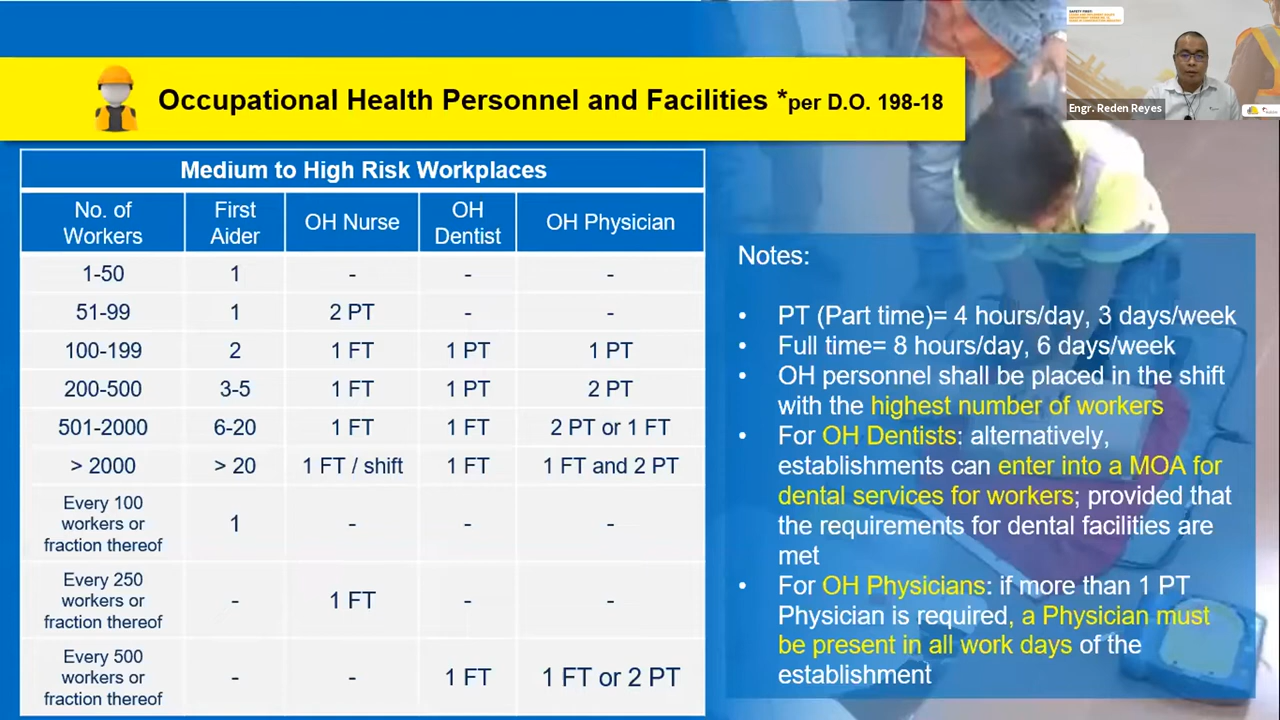 Occupational Health Personnel and Facilities *per D.O. 198-18
Engr. Reden Reyes
Medium to High Risk Workplaces
No. of Workers | First Aider | OH Nurse | OH Dentist | OH Physician
1-50 | 1 | - | - | -
51-99 | 1 | 2 PT | - | -
100-199 | 2 | 1 FT | 1 PT | 1 PT
200-500 | 3-5 | 1 FT | 1 PT | 2 PT
501-2000 | 6-20 | 1 FT | 1 FT | 2 PT or 1 FT
> 2000 | > 20 | 1 FT / shift | 1 FT | 1 FT and 2 PT
Every 100 workers or fraction thereof | 1 | - | - | -
Every 250 workers or fraction thereof | - | 1 FT | - | -
Every 500 workers or fraction thereof | - | - | 1 FT | 1 FT or 2 PT
Notes:
• PT (Part time)= 4 hours/day, 3 days/week
• Full time= 8 hours/day, 6 days/week
• OH personnel shall be placed in the shift
with the highest number of workers
• For OH Dentists: alternatively,
establishments can enter into a MOA for
dental services for workers; provided that
the requirements for dental facilities are
met
• For OH Physicians: if more than 1 PT
Physician is required, a Physician must
be present in all work days of the
establishment